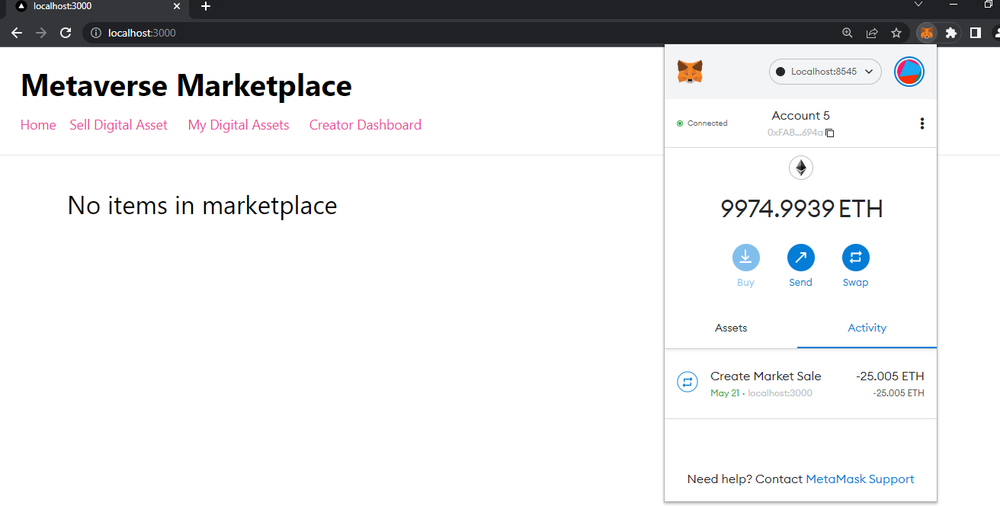 localhost:3000
localhost:3000
Metaverse Marketplace
Home Sell Digital Asset My Digital Assets Creator Dashboard
No items in marketplace
Localhost:8545
Connected
Account 5
0xFAB...694a
9974.9939 ETH
Buy Send Swap
Assets Activity
Create Market Sale -25.005 ETH
May 21 · localhost:3000 -25.005 ETH
Need help? Contact MetaMask Support